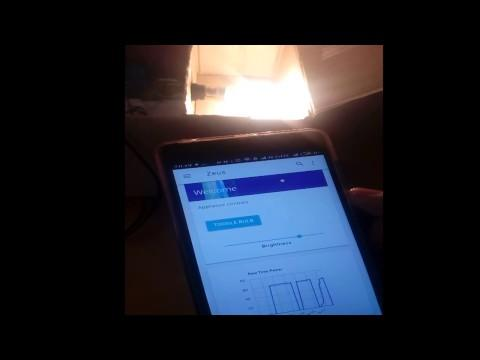 Zeus
Welcome
Appliance controls
TOGGLE BULB
Brightness
Real Time Power